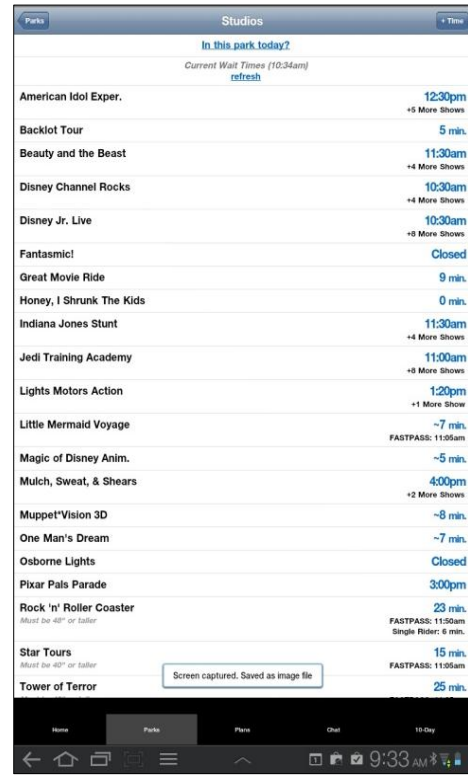 Parks
Studios
+ Time
In this park today?
Current Wait Times (10:34am)
refresh
American Idol Exper. 12:30pm
+5 More Shows
Backlot Tour 5 min.
Beauty and the Beast 11:30am
+4 More Shows
Disney Channel Rocks 10:30am
+4 More Shows
Disney Jr. Live 10:30am
+8 More Shows
Fantasmic! Closed
Great Movie Ride 9 min.
Honey, I Shrunk The Kids 0 min.
Indiana Jones Stunt 11:30am
+4 More Shows
Jedi Training Academy 11:00am
+8 More Shows
Lights Motors Action 1:20pm
+1 More Show
Little Mermaid Voyage ~7 min.
FASTPASS: 11:05am
Magic of Disney Anim. ~5 min.
Mulch, Sweat, & Shears 4:00pm
+2 More Shows
Muppet*Vision 3D ~8 min.
One Man's Dream ~7 min.
Osborne Lights Closed
Pixar Pals Parade 3:00pm
Rock 'n' Roller Coaster 23 min.
Must be 48" or taller FASTPASS: 11:50am
Single Rider: 6 min.
Star Tours 15 min.
Must be 40" or taller FASTPASS: 11:05am
Screen captured. Saved as image file
Tower of Terror 25 min.
Home Parks Plans Chat 10-Day
1 9:33 AM